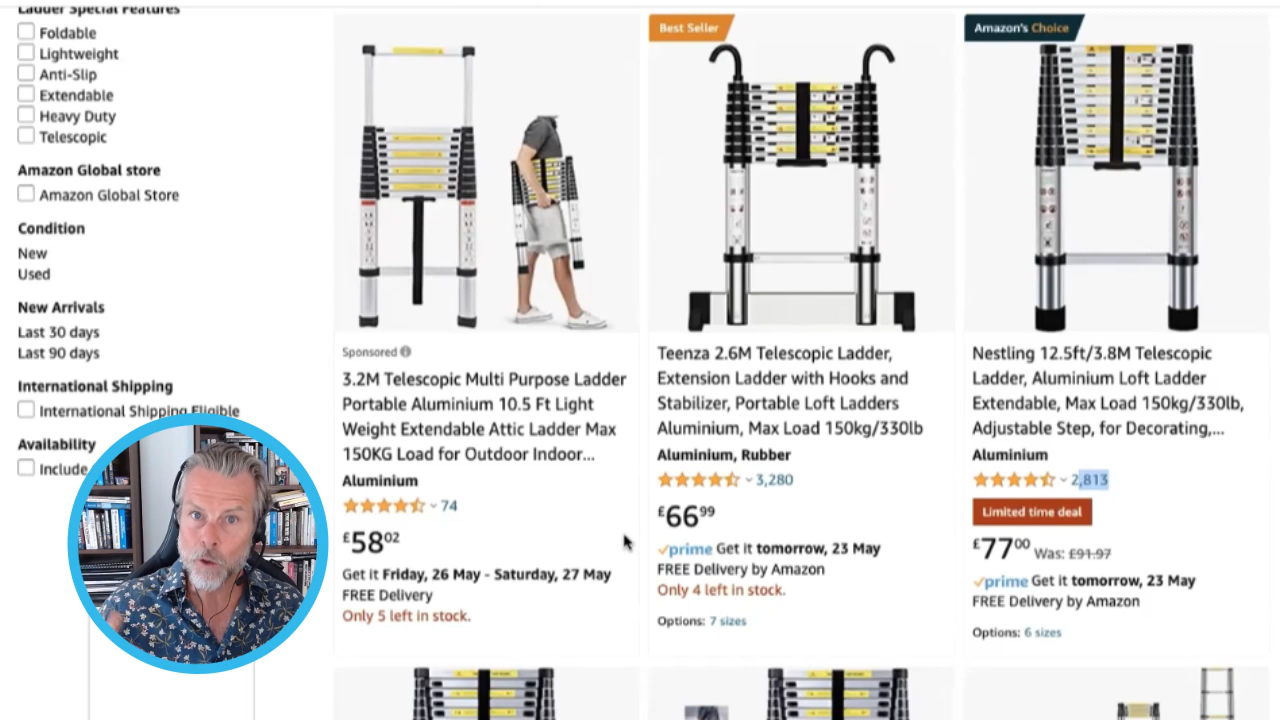 Ladder Special Features
Foldable
Lightweight
Anti-Slip
Extendable
Heavy Duty
Telescopic
Amazon Global store
Amazon Global Store
Condition
New
Used
New Arrivals
Last 30 days
Last 90 days
International Shipping
International Shipping Eligible
Availability
Include
Sponsored
3.2M Telescopic Multi Purpose Ladder
Portable Aluminium 10.5 Ft Light
Weight Extendable Attic Ladder Max
150KG Load for Outdoor Indoor...
Aluminium
74
£5802
Get it Friday, 26 May - Saturday, 27 May
FREE Delivery
Only 5 left in stock.
Best Seller
Teenza 2.6M Telescopic Ladder,
Extension Ladder with Hooks and
Stabilizer, Portable Loft Ladders
Aluminium, Max Load 150kg/330lb
Aluminium, Rubber
3,280
£6699
prime Get it tomorrow, 23 May
FREE Delivery by Amazon
Only 4 left in stock.
Options: 7 sizes
Amazon's Choice
Nestling 12.5ft/3.8M Telescopic
Ladder, Aluminium Loft Ladder
Extendable, Max Load 150kg/330lb,
Adjustable Step, for Decorating,...
Aluminium
2,813
Limited time deal
£7700 Was: £91.97
prime Get it tomorrow, 23 May
FREE Delivery by Amazon
Options: 6 sizes